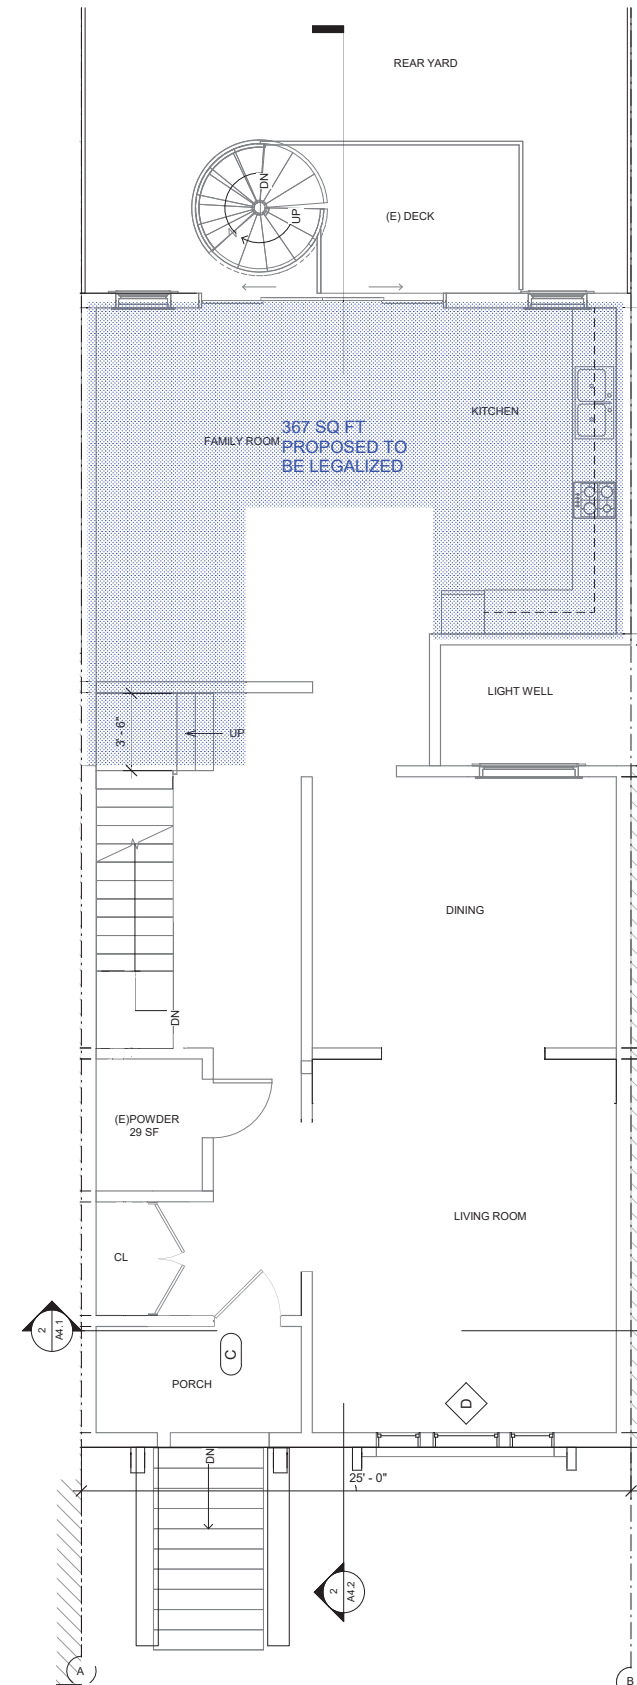 REAR YARD
DN
UP
(E) DECK
KITCHEN
367 SQ FT
PROPOSED TO
BE LEGALIZED
FAMILY ROOM
LIGHT WELL
3' - 6"
UP
DINING
DN
(E)POWDER
29 SF
LIVING ROOM
CL
2
A4.1
C
PORCH
D
DN
25' - 0"
2
A4.2
A
B